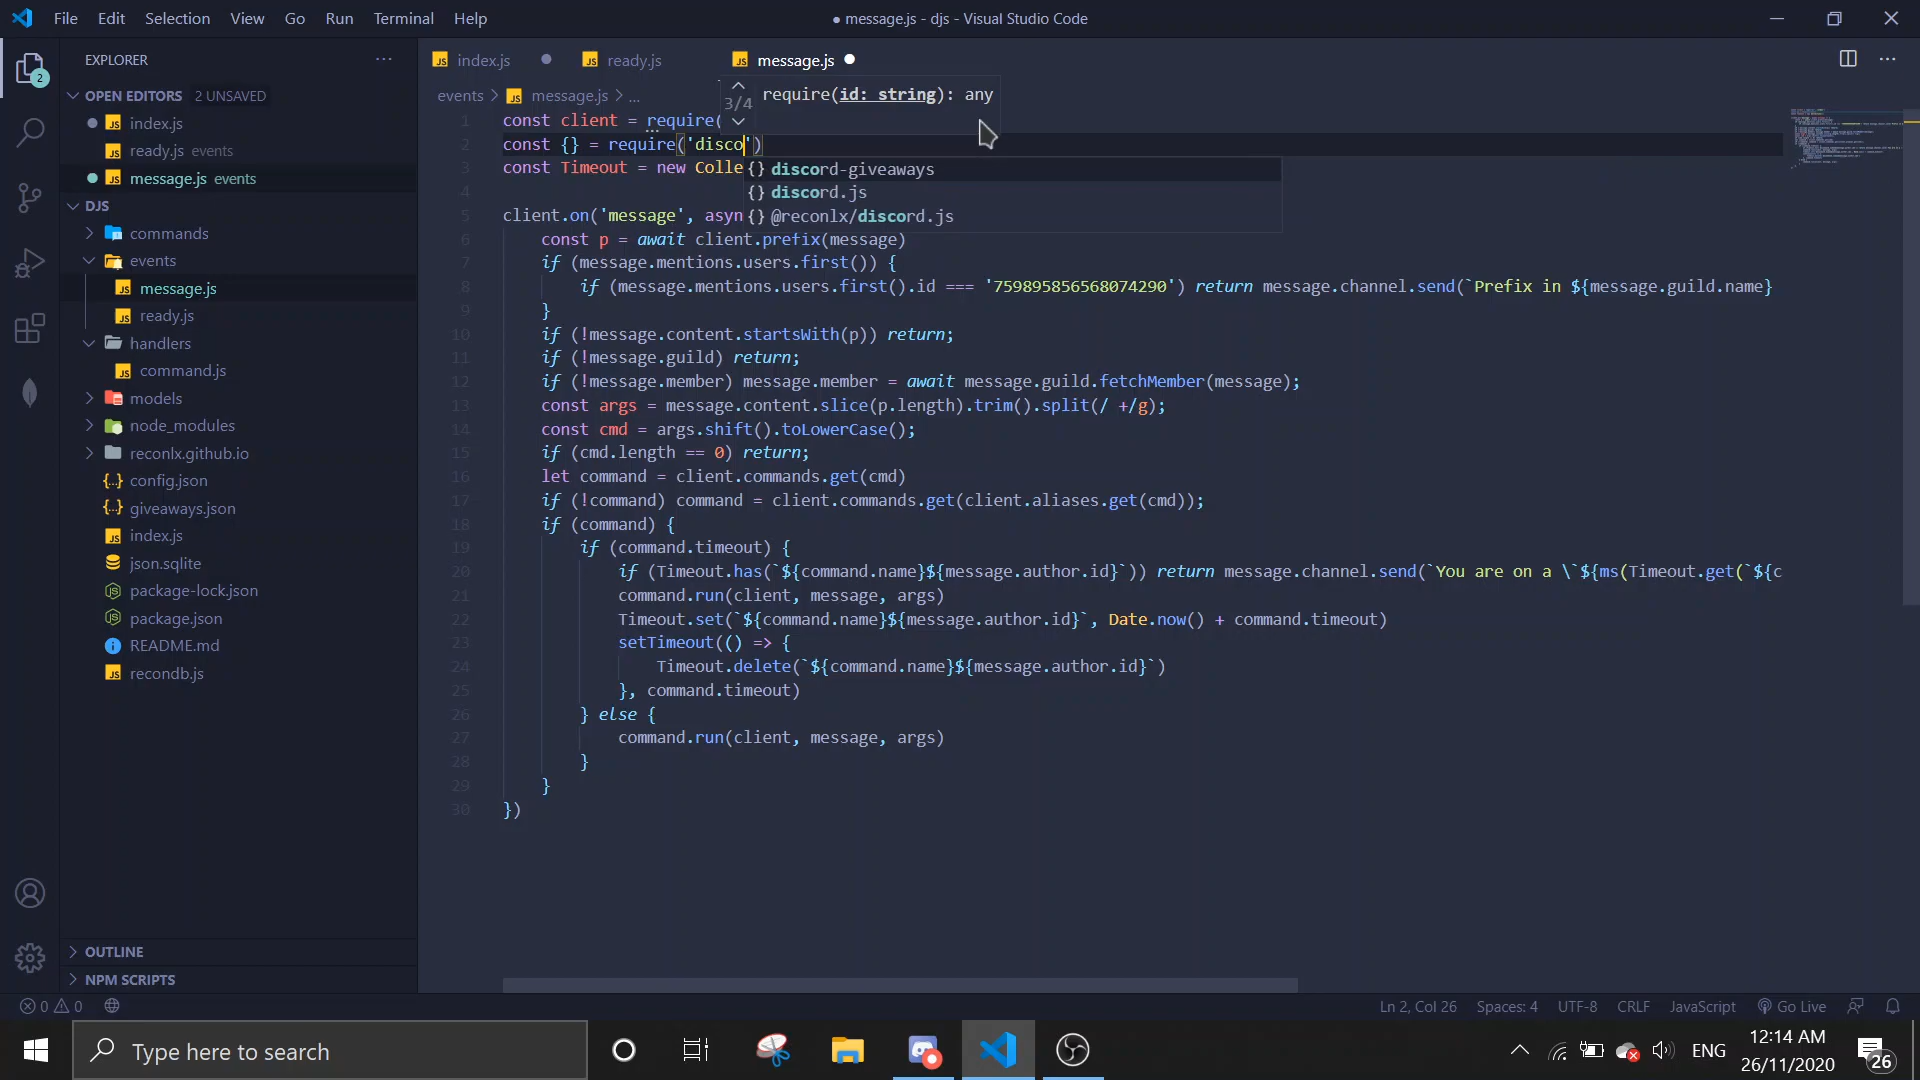 File Edit Selection View Go Run Terminal Help
● message.js - djs - Visual Studio Code
EXPLORER
OPEN EDITORS 2 UNSAVED
index.js
ready.js events
message.js events
DJS
commands
events
message.js
ready.js
handlers
command.js
models
node_modules
reconlx.github.io
config.json
giveaways.json
index.js
json.sqlite
package-lock.json
package.json
README.md
recondb.js
OUTLINE
NPM SCRIPTS
2
JS index.js
JS ready.js
JS message.js
events > JS message.js > ...
3/4 require(id: string): any
1 const client = require(
2 const {} = require('disco')
3 const Timeout = new Colle
discord-giveaways
discord.js
@reconlx/discord.js
4
5 client.on('message', asyn
6 const p = await client.prefix(message)
7 if (message.mentions.users.first()) {
8 if (message.mentions.users.first().id === '759895856568074290') return message.channel.send(`Prefix in ${message.guild.name}
9 }
10 if (!message.content.startsWith(p)) return;
11 if (!message.guild) return;
12 if (!message.member) message.member = await message.guild.fetchMember(message);
13 const args = message.content.slice(p.length).trim().split(/ +/g);
14 const cmd = args.shift().toLowerCase();
15 if (cmd.length == 0) return;
16 let command = client.commands.get(cmd)
17 if (!command) command = client.commands.get(client.aliases.get(cmd));
18 if (command) {
19 if (command.timeout) {
20 if (Timeout.has(`${command.name}${message.author.id}`)) return message.channel.send(`You are on a \`${ms(Timeout.get(`${c
21 command.run(client, message, args)
22 Timeout.set(`${command.name}${message.author.id}`, Date.now() + command.timeout)
23 setTimeout(() => {
24 Timeout.delete(`${command.name}${message.author.id}`)
25 }, command.timeout)
26 } else {
27 command.run(client, message, args)
28 }
29 }
30 })
0 0
Ln 2, Col 26 Spaces: 4 UTF-8 CRLF JavaScript Go Live
Type here to search
ENG
12:14 AM
26/11/2020
26